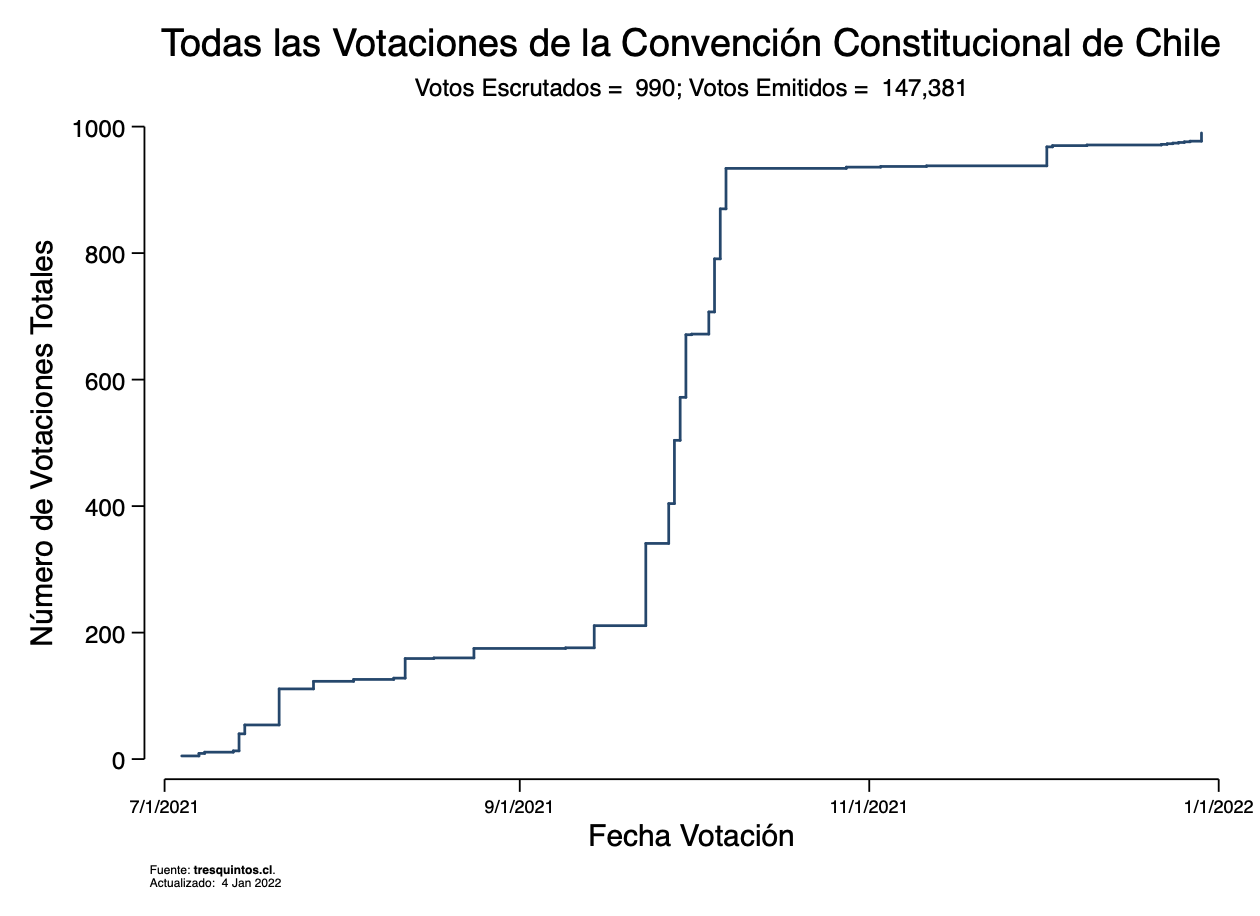 Todas las Votaciones de la Convención Constitucional de Chile
Votos Escrutados =  990; Votos Emitidos =  147,381
Número de Votaciones Totales
1000
800
600
400
200
0
7/1/2021
9/1/2021
11/1/2021
1/1/2022
Fecha Votación
Fuente: tresquintos.cl.
Actualizado:  4 Jan 2022